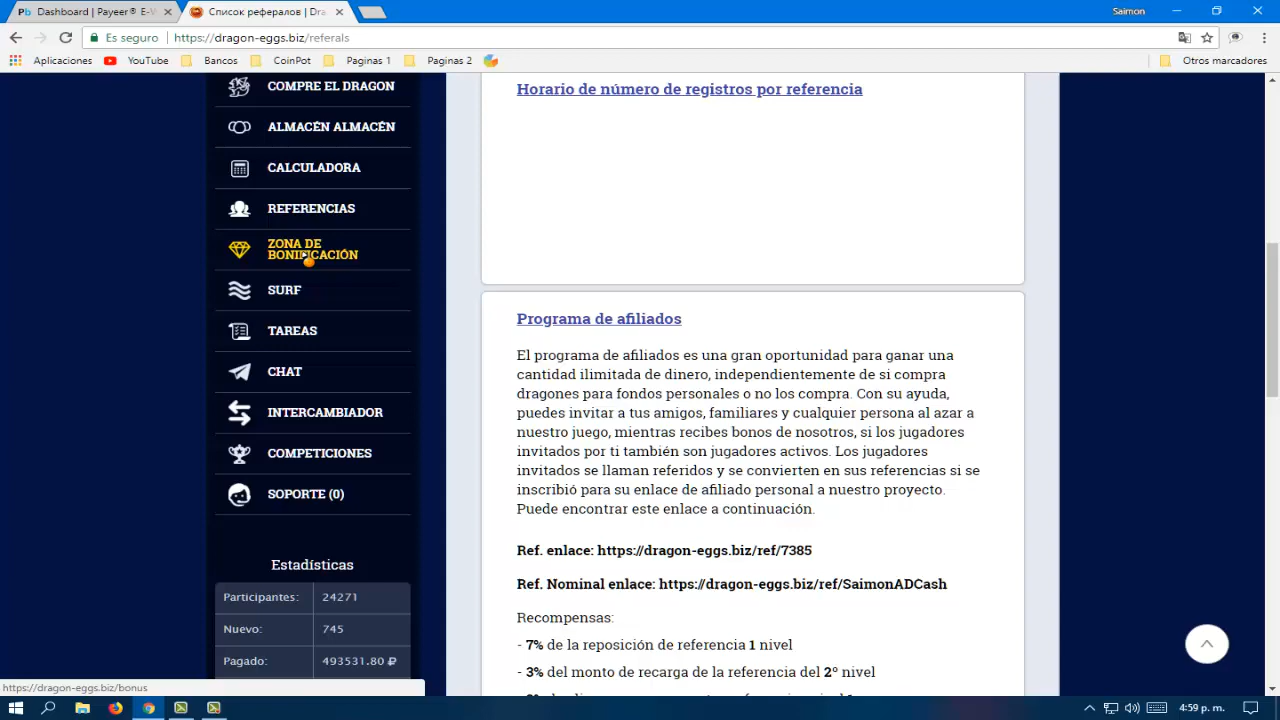 Dashboard | Payeer® E-W
Список рефералов | Dra
Saimon
Es seguro
https://dragon-eggs.biz/referals
Aplicaciones
YouTube
Bancos
CoinPot
Paginas 1
Paginas 2
Otros marcadores
COMPRE EL DRAGON
ALMACÉN ALMACÉN
CALCULADORA
REFERENCIAS
ZONA DE
BONIFICACIÓN
SURF
TAREAS
CHAT
INTERCAMBIADOR
COMPETICIONES
SOPORTE (0)
Estadísticas
Participantes: 24271
Nuevo: 745
Pagado: 493531.80 ₽
Horario de número de registros por referencia
Programa de afiliados
El programa de afiliados es una gran oportunidad para ganar una
cantidad ilimitada de dinero, independientemente de si compra
dragones para fondos personales o no los compra. Con su ayuda,
puedes invitar a tus amigos, familiares y cualquier persona al azar a
nuestro juego, mientras recibes bonos de nosotros, si los jugadores
invitados por ti también son jugadores activos. Los jugadores
invitados se llaman referidos y se convierten en sus referencias si se
inscribió para su enlace de afiliado personal a nuestro proyecto.
Puede encontrar este enlace a continuación.
Ref. enlace: https://dragon-eggs.biz/ref/7385
Ref. Nominal enlace: https://dragon-eggs.biz/ref/SaimonADCash
Recompensas:
- 7% de la reposición de referencia 1 nivel
- 3% del monto de recarga de la referencia del 2º nivel
https://dragon-eggs.biz/bonus
4:59 p. m.